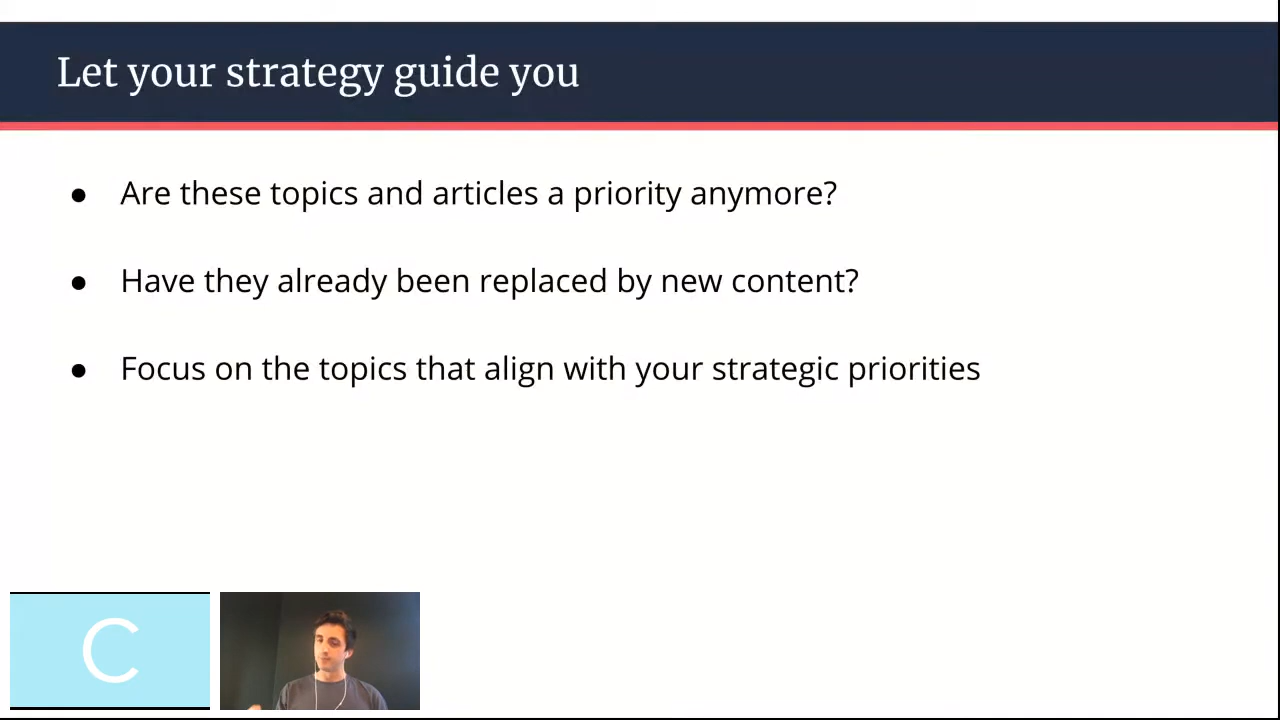 Let your strategy guide you
● Are these topics and articles a priority anymore?
● Have they already been replaced by new content?
● Focus on the topics that align with your strategic priorities
C